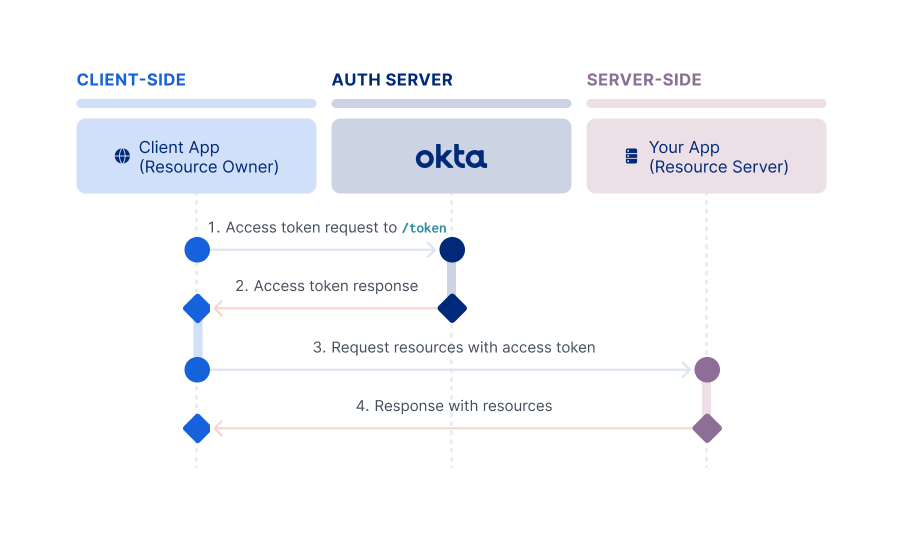 CLIENT-SIDE
AUTH SERVER
SERVER-SIDE
Client App
(Resource Owner)
okta
Your App
(Resource Server)
1. Access token request to /token
2. Access token response
3. Request resources with access token
4. Response with resources